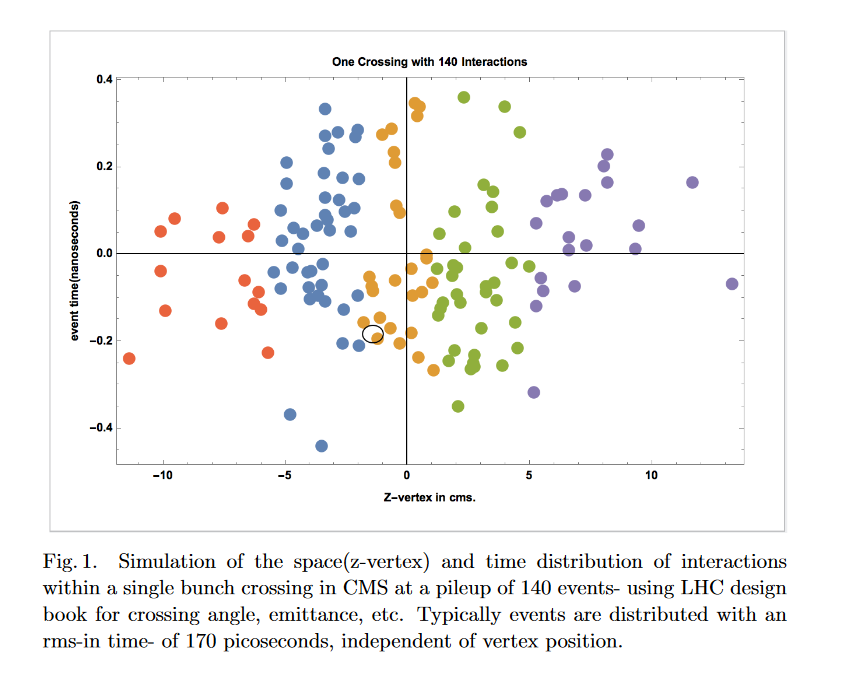 One Crossing with 140 Interactions
event time(nanoseconds)
0.4
0.2
0.0
−0.2
−0.4
−10 −5 0 5 10
Z−vertex in cms.
Fig. 1. Simulation of the space(z-vertex) and time distribution of interactions
within a single bunch crossing in CMS at a pileup of 140 events- using LHC design
book for crossing angle, emittance, etc. Typically events are distributed with an
rms-in time- of 170 picoseconds, independent of vertex position.